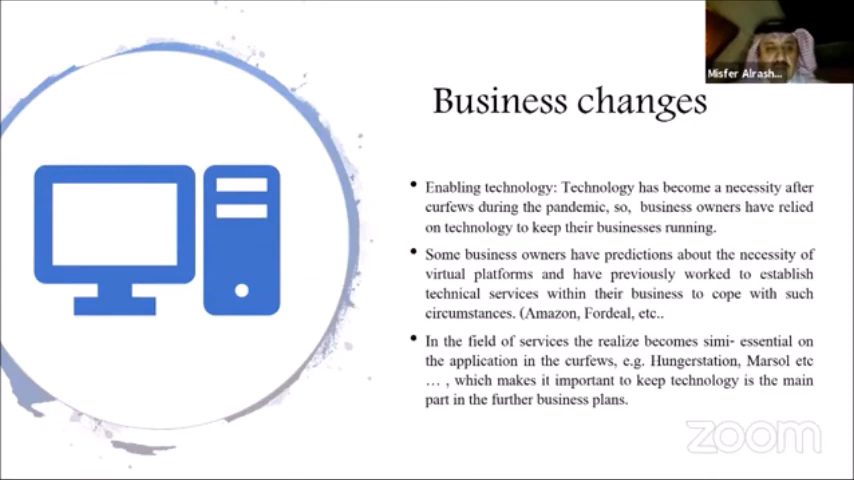 Misfer Alrash...
Business changes
• Enabling technology: Technology has become a necessity after
curfews during the pandemic, so, business owners have relied
on technology to keep their businesses running.
• Some business owners have predictions about the necessity of
virtual platforms and have previously worked to establish
technical services within their business to cope with such
circumstances. (Amazon, Fordeal, etc..
• In the field of services the realize becomes simi- essential on
the application in the curfews, e.g. Hungerstation, Marsol etc
… , which makes it important to keep technology is the main
part in the further business plans.
zoom